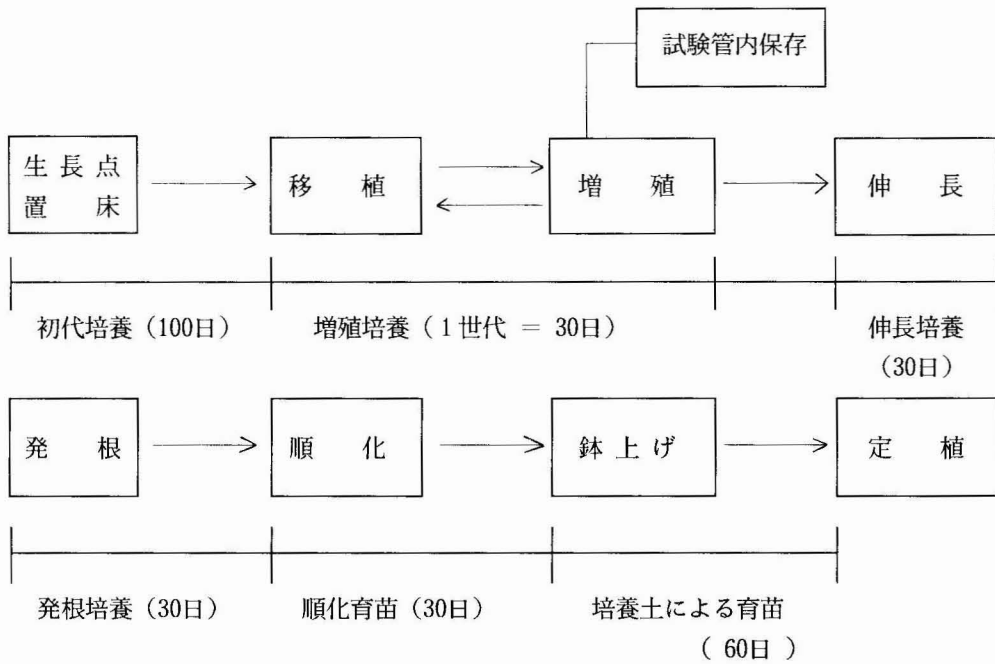 試験管内保存
生長点
置床
移植
増殖
伸長
初代培養（100日）
増殖培養（1世代 ＝ 30日）
伸長培養
（30日）
発根
順化
鉢上げ
定植
発根培養（30日）
順化育苗（30日）
培養土による育苗
（ 60日 ）